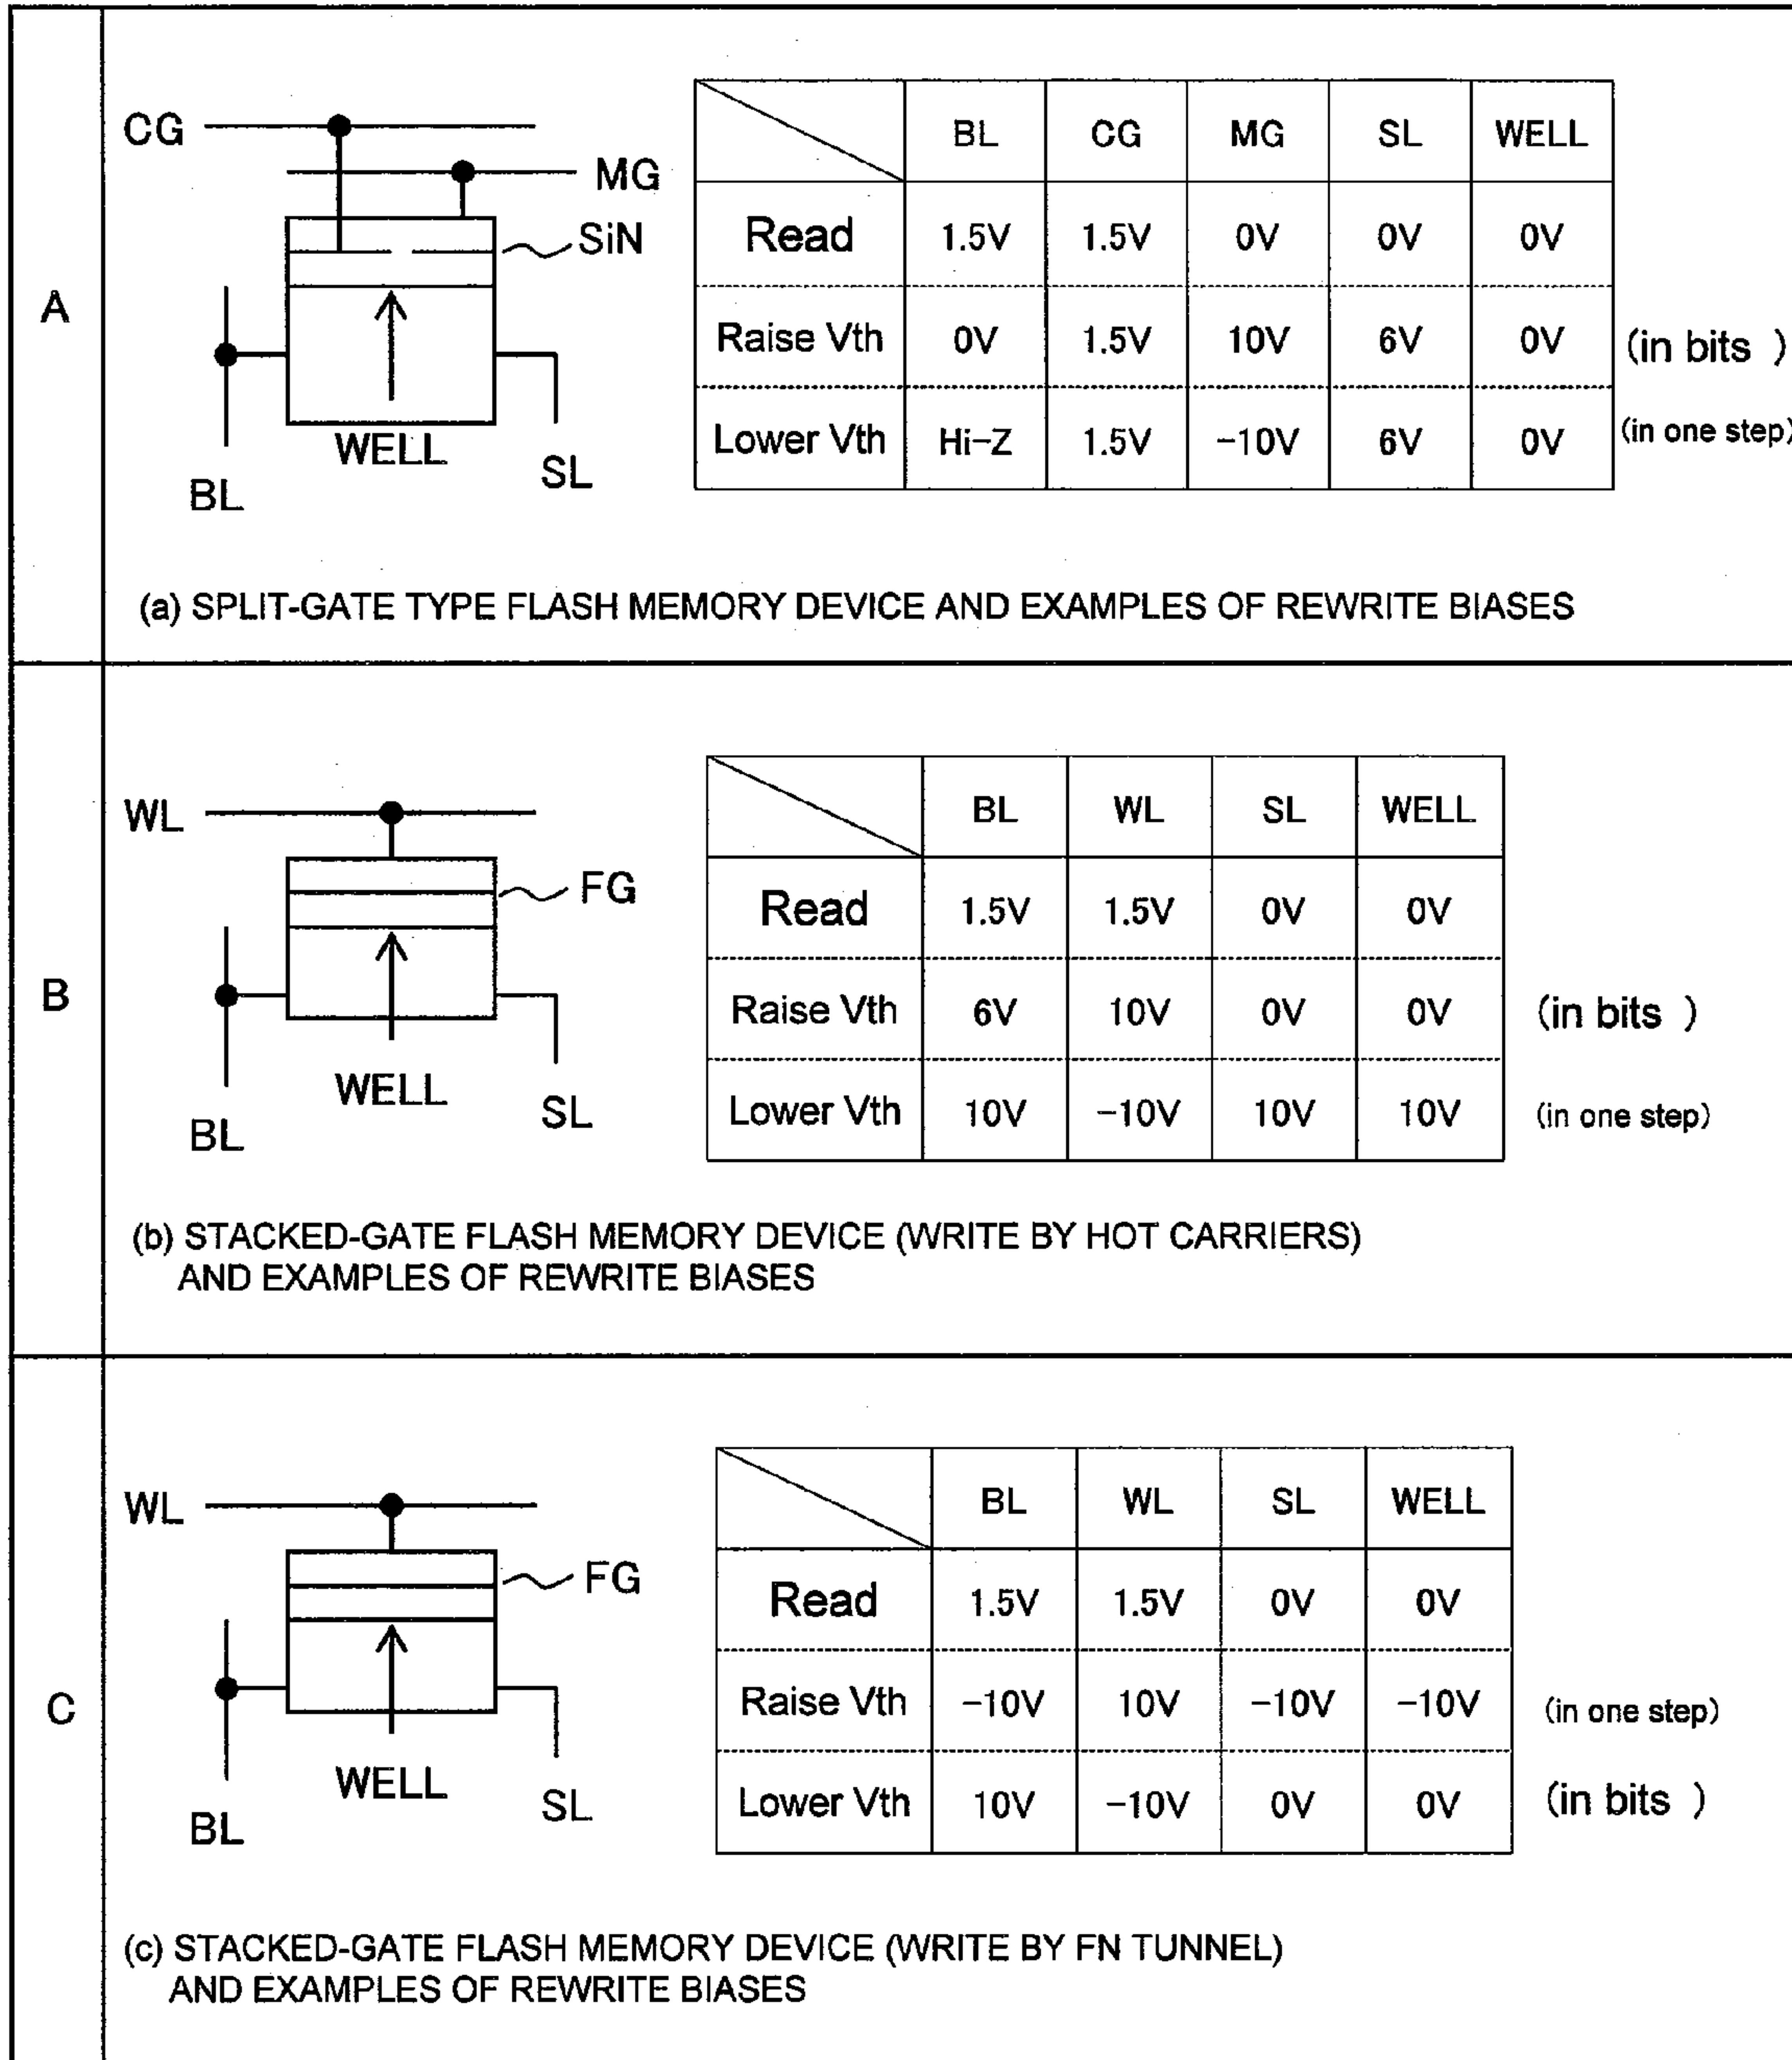 A
CG
MG
SiN
WELL
BL
SL
BL CG MG SL WELL
Read 1.5V 1.5V 0V 0V 0V
Raise Vth 0V 1.5V 10V 6V 0V (in bits )
Lower Vth Hi-Z 1.5V -10V 6V 0V (in one step)
(a) SPLIT-GATE TYPE FLASH MEMORY DEVICE AND EXAMPLES OF REWRITE BIASES
B
WL
FG
WELL
BL
SL
BL WL SL WELL
Read 1.5V 1.5V 0V 0V
Raise Vth 6V 10V 0V 0V (in bits )
Lower Vth 10V -10V 10V 10V (in one step)
(b) STACKED-GATE FLASH MEMORY DEVICE (WRITE BY HOT CARRIERS)
AND EXAMPLES OF REWRITE BIASES
C
WL
FG
WELL
BL
SL
BL WL SL WELL
Read 1.5V 1.5V 0V 0V
Raise Vth -10V 10V -10V -10V (in one step)
Lower Vth 10V -10V 0V 0V (in bits )
(c) STACKED-GATE FLASH MEMORY DEVICE (WRITE BY FN TUNNEL)
AND EXAMPLES OF REWRITE BIASES